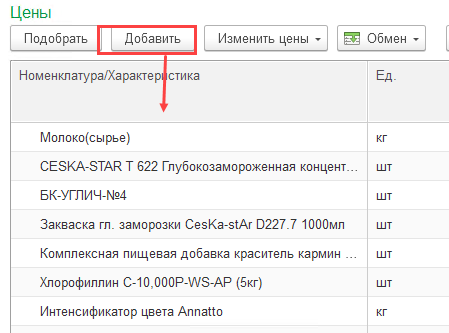 Цены
Подобрать Добавить Изменить цены Обмен
Номенклатура/Характеристика Ед.
Молоко(сырье) кг
CESKA-STAR T 622 Глубокозамороженная концент... шт
БК-УГЛИЧ-№4 шт
Закваска гл. заморозки CesKa-stAr D227.7 1000мл шт
Комплексная пищевая добавка краситель кармин ... шт
Хлорофиллин С-10,000P-WS-AP (5кг) шт
Интенсификатор цвета Annatto кг